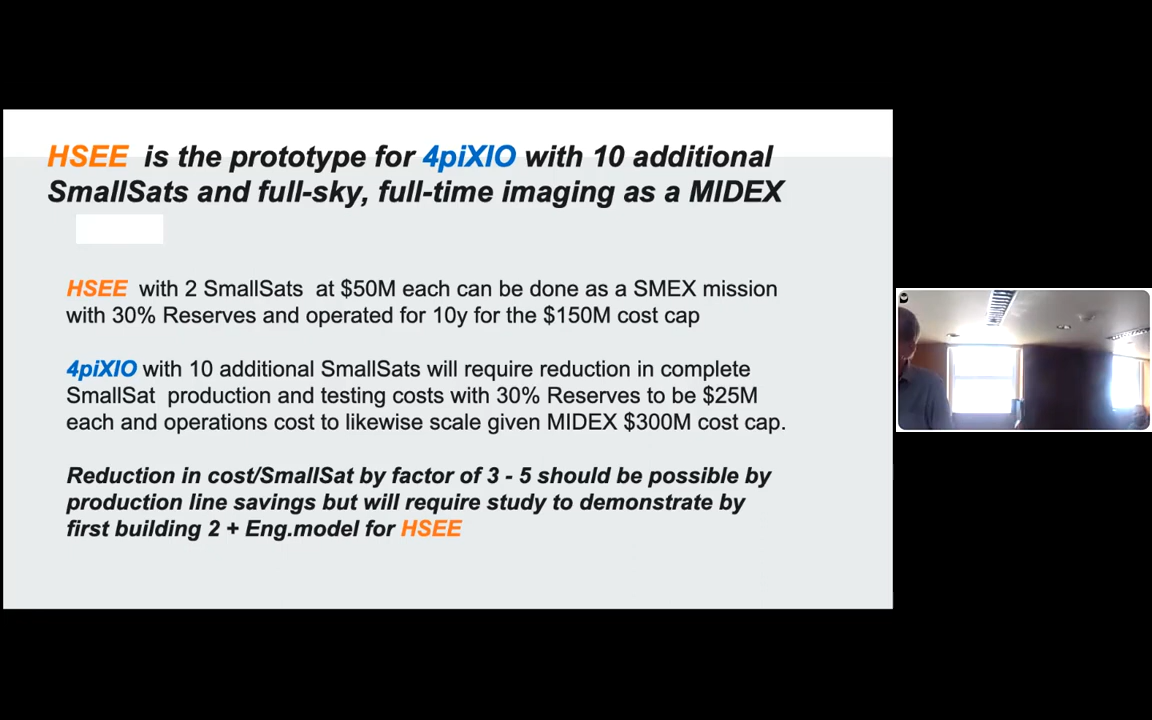 HSEE is the prototype for 4piXIO with 10 additional
SmallSats and full-sky, full-time imaging as a MIDEX
HSEE with 2 SmallSats at $50M each can be done as a SMEX mission
with 30% Reserves and operated for 10y for the $150M cost cap
4piXIO with 10 additional SmallSats will require reduction in complete
SmallSat production and testing costs with 30% Reserves to be $25M
each and operations cost to likewise scale given MIDEX $300M cost cap.
Reduction in cost/SmallSat by factor of 3 - 5 should be possible by
production line savings but will require study to demonstrate by
first building 2 + Eng.model for HSEE